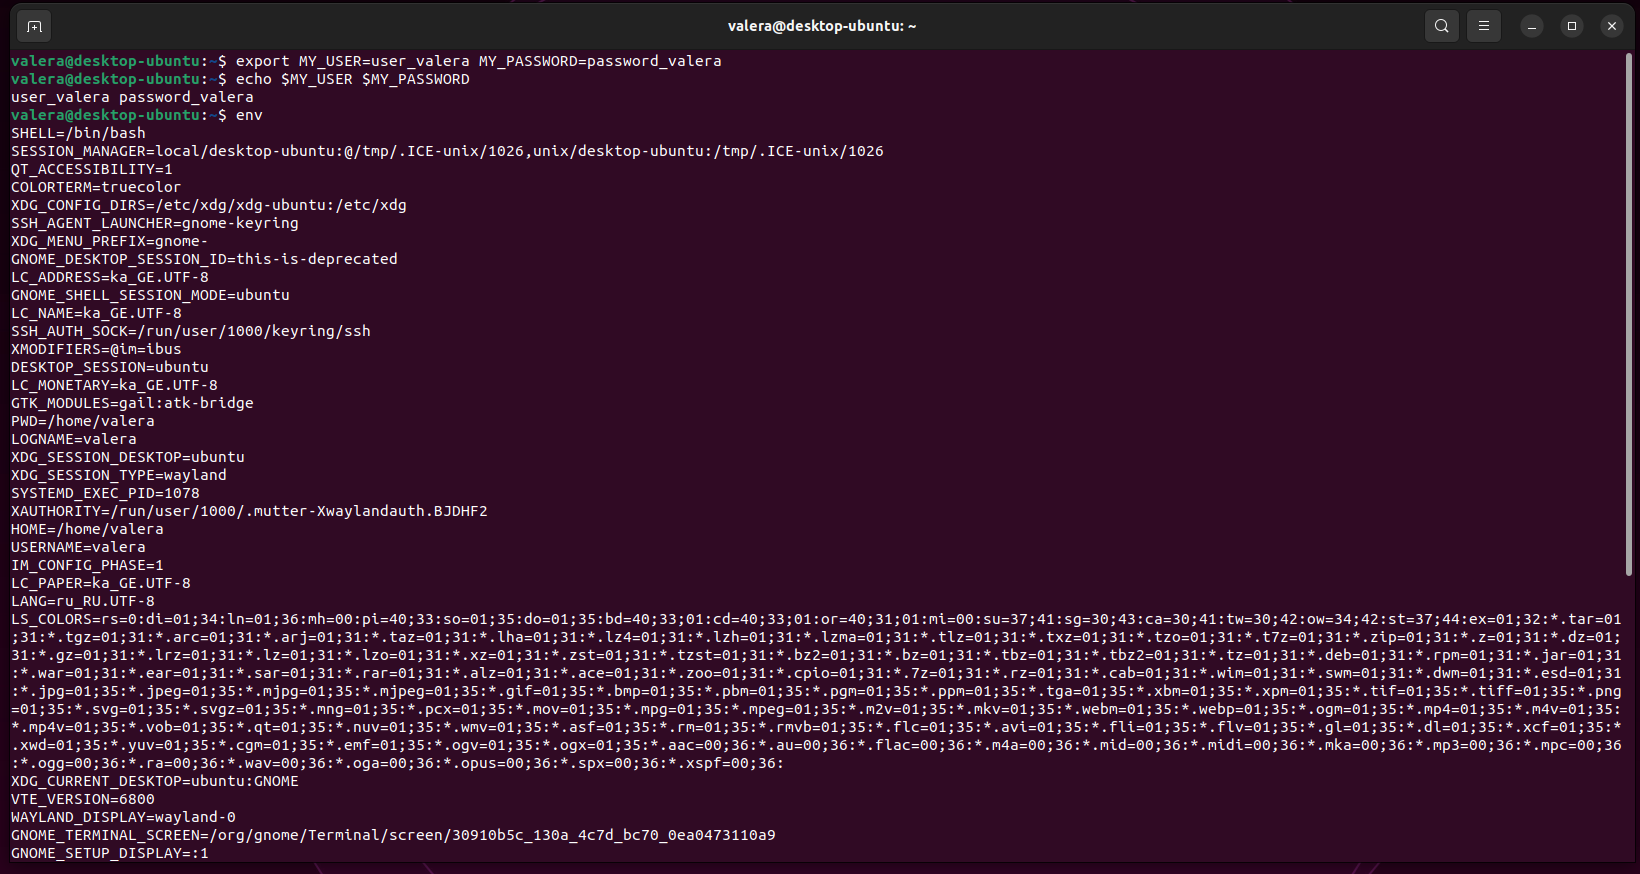 valera@desktop-ubuntu: ~
valera@desktop-ubuntu:~$ export MY_USER=user_valera MY_PASSWORD=password_valera
valera@desktop-ubuntu:~$ echo $MY_USER $MY_PASSWORD
user_valera password_valera
valera@desktop-ubuntu:~$ env
SHELL=/bin/bash
SESSION_MANAGER=local/desktop-ubuntu:@/tmp/.ICE-unix/1026,unix/desktop-ubuntu:/tmp/.ICE-unix/1026
QT_ACCESSIBILITY=1
COLORTERM=truecolor
XDG_CONFIG_DIRS=/etc/xdg/xdg-ubuntu:/etc/xdg
SSH_AGENT_LAUNCHER=gnome-keyring
XDG_MENU_PREFIX=gnome-
GNOME_DESKTOP_SESSION_ID=this-is-deprecated
LC_ADDRESS=ka_GE.UTF-8
GNOME_SHELL_SESSION_MODE=ubuntu
LC_NAME=ka_GE.UTF-8
SSH_AUTH_SOCK=/run/user/1000/keyring/ssh
XMODIFIERS=@im=ibus
DESKTOP_SESSION=ubuntu
LC_MONETARY=ka_GE.UTF-8
GTK_MODULES=gail:atk-bridge
PWD=/home/valera
LOGNAME=valera
XDG_SESSION_DESKTOP=ubuntu
XDG_SESSION_TYPE=wayland
SYSTEMD_EXEC_PID=1078
XAUTHORITY=/run/user/1000/.mutter-Xwaylandauth.BJDHF2
HOME=/home/valera
USERNAME=valera
IM_CONFIG_PHASE=1
LC_PAPER=ka_GE.UTF-8
LANG=ru_RU.UTF-8
LS_COLORS=rs=0:di=01;34:ln=01;36:mh=00:pi=40;33:so=01;35:do=01;35:bd=40;33;01:cd=40;33;01:or=40;31;01:mi=00:su=37;41:sg=30;43:ca=30;41:tw=30;42:ow=34;42:st=37;44:ex=01;32:*.tar=01
;31:*.tgz=01;31:*.arc=01;31:*.arj=01;31:*.taz=01;31:*.lha=01;31:*.lz4=01;31:*.lzh=01;31:*.lzma=01;31:*.tlz=01;31:*.txz=01;31:*.tzo=01;31:*.t7z=01;31:*.zip=01;31:*.z=01;31:*.dz=01;
31:*.gz=01;31:*.lrz=01;31:*.lz=01;31:*.lzo=01;31:*.xz=01;31:*.zst=01;31:*.tzst=01;31:*.bz2=01;31:*.bz=01;31:*.tbz=01;31:*.tbz2=01;31:*.tz=01;31:*.deb=01;31:*.rpm=01;31:*.jar=01;31
:*.war=01;31:*.ear=01;31:*.sar=01;31:*.rar=01;31:*.alz=01;31:*.ace=01;31:*.zoo=01;31:*.cpio=01;31:*.7z=01;31:*.rz=01;31:*.cab=01;31:*.wim=01;31:*.swm=01;31:*.dwm=01;31:*.esd=01;31
:*.jpg=01;35:*.jpeg=01;35:*.mjpg=01;35:*.mjpeg=01;35:*.gif=01;35:*.bmp=01;35:*.pbm=01;35:*.pgm=01;35:*.ppm=01;35:*.tga=01;35:*.xbm=01;35:*.xpm=01;35:*.tif=01;35:*.tiff=01;35:*.png
=01;35:*.svg=01;35:*.svgz=01;35:*.mng=01;35:*.pcx=01;35:*.mov=01;35:*.mpg=01;35:*.mpeg=01;35:*.m2v=01;35:*.mkv=01;35:*.webm=01;35:*.webp=01;35:*.ogm=01;35:*.mp4=01;35:*.m4v=01;35:
*.mp4v=01;35:*.vob=01;35:*.qt=01;35:*.nuv=01;35:*.wmv=01;35:*.asf=01;35:*.rm=01;35:*.rmvb=01;35:*.flc=01;35:*.avi=01;35:*.fli=01;35:*.flv=01;35:*.gl=01;35:*.dl=01;35:*.xcf=01;35:*
.xwd=01;35:*.yuv=01;35:*.cgm=01;35:*.emf=01;35:*.ogv=01;35:*.ogx=01;35:*.aac=00;36:*.au=00;36:*.flac=00;36:*.m4a=00;36:*.mid=00;36:*.midi=00;36:*.mka=00;36:*.mp3=00;36:*.mpc=00;36
:*.ogg=00;36:*.ra=00;36:*.wav=00;36:*.oga=00;36:*.opus=00;36:*.spx=00;36:*.xspf=00;36:
XDG_CURRENT_DESKTOP=ubuntu:GNOME
VTE_VERSION=6800
WAYLAND_DISPLAY=wayland-0
GNOME_TERMINAL_SCREEN=/org/gnome/Terminal/screen/30910b5c_130a_4c7d_bc70_0ea0473110a9
GNOME_SETUP_DISPLAY=:1